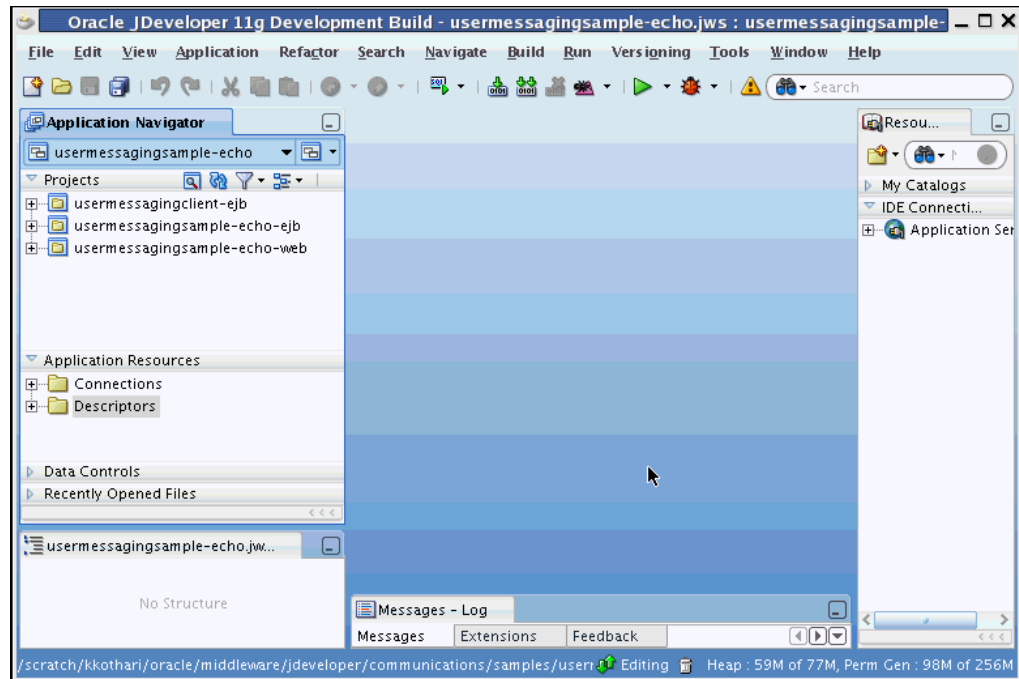 Oracle JDeveloper 11g Development Build - usermessagingsample-echo.jws : usermessagingsample-
File Edit View Application Refactor Search Navigate Build Run Versioning Tools Window Help
Search
Application Navigator
Resou...
usermessagingsample-echo
Projects
My Catalogs
usermessagingclient-ejb
IDE Connecti...
usermessagingsample-echo-ejb
Application Ser
usermessagingsample-echo-web
Application Resources
Connections
Descriptors
Data Controls
Recently Opened Files
usermessagingsample-echo.jw...
No Structure
Messages - Log
Messages Extensions Feedback
/scratch/kkothari/oracle/middleware/jdeveloper/communications/samples/user Editing Heap : 59M of 77M, Perm Gen : 98M of 256M